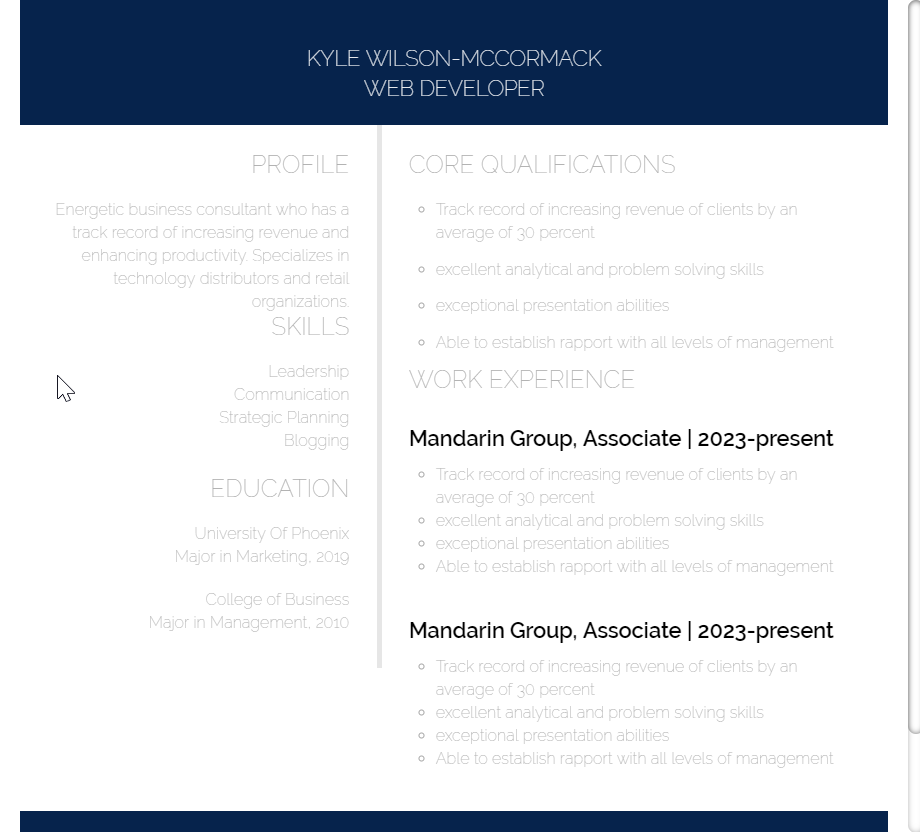 KYLE WILSON-MCCORMACK
WEB DEVELOPER
PROFILE
Energetic business consultant who has a
track record of increasing revenue and
enhancing productivity. Specializes in
technology distributors and retail
organizations.
SKILLS
Leadership
Communication
Strategic Planning
Blogging
EDUCATION
University Of Phoenix
Major in Marketing, 2019
College of Business
Major in Management, 2010
CORE QUALIFICATIONS
Track record of increasing revenue of clients by an
average of 30 percent
excellent analytical and problem solving skills
exceptional presentation abilities
Able to establish rapport with all levels of management
WORK EXPERIENCE
Mandarin Group, Associate | 2023-present
Track record of increasing revenue of clients by an
average of 30 percent
excellent analytical and problem solving skills
exceptional presentation abilities
Able to establish rapport with all levels of management
Mandarin Group, Associate | 2023-present
Track record of increasing revenue of clients by an
average of 30 percent
excellent analytical and problem solving skills
exceptional presentation abilities
Able to establish rapport with all levels of management